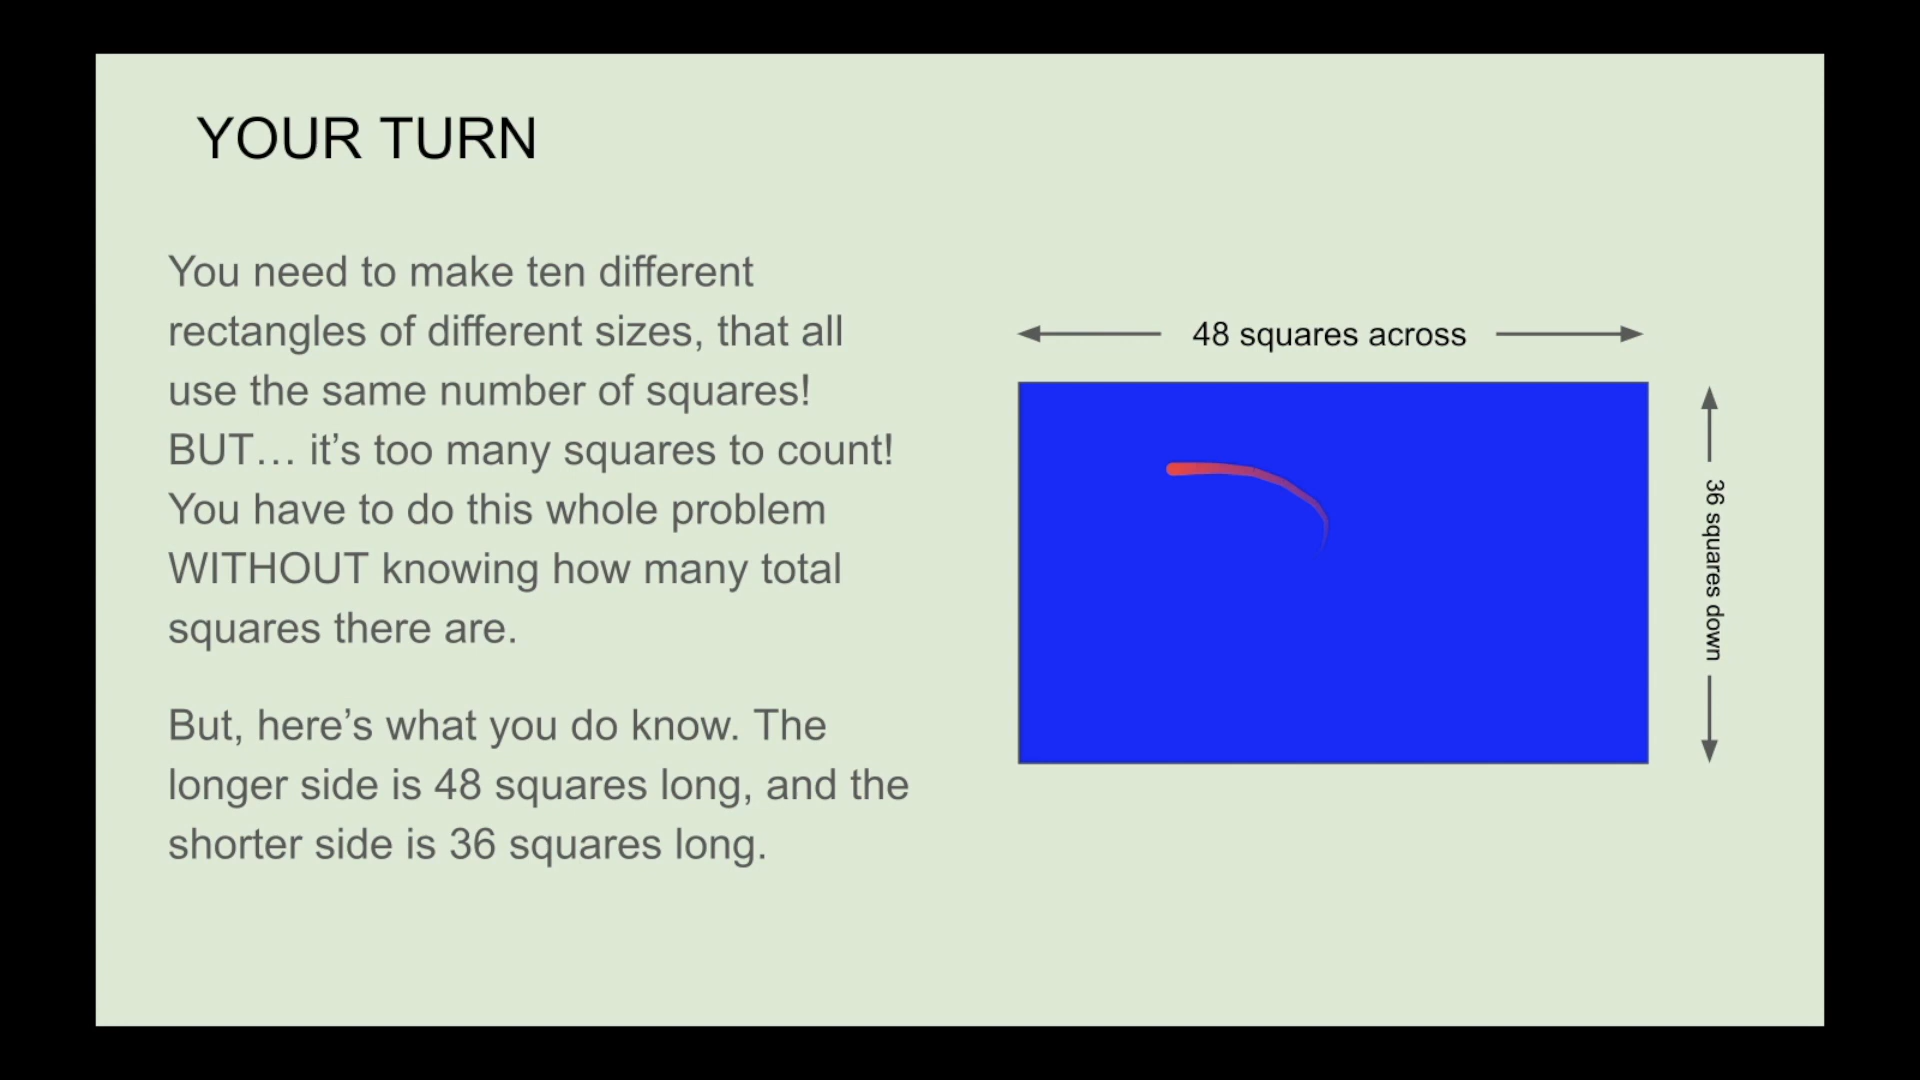 YOUR TURN
You need to make ten different
rectangles of different sizes, that all
use the same number of squares!
BUT… it’s too many squares to count!
You have to do this whole problem
WITHOUT knowing how many total
squares there are.
But, here’s what you do know. The
longer side is 48 squares long, and the
shorter side is 36 squares long.
48 squares across
36 squares down